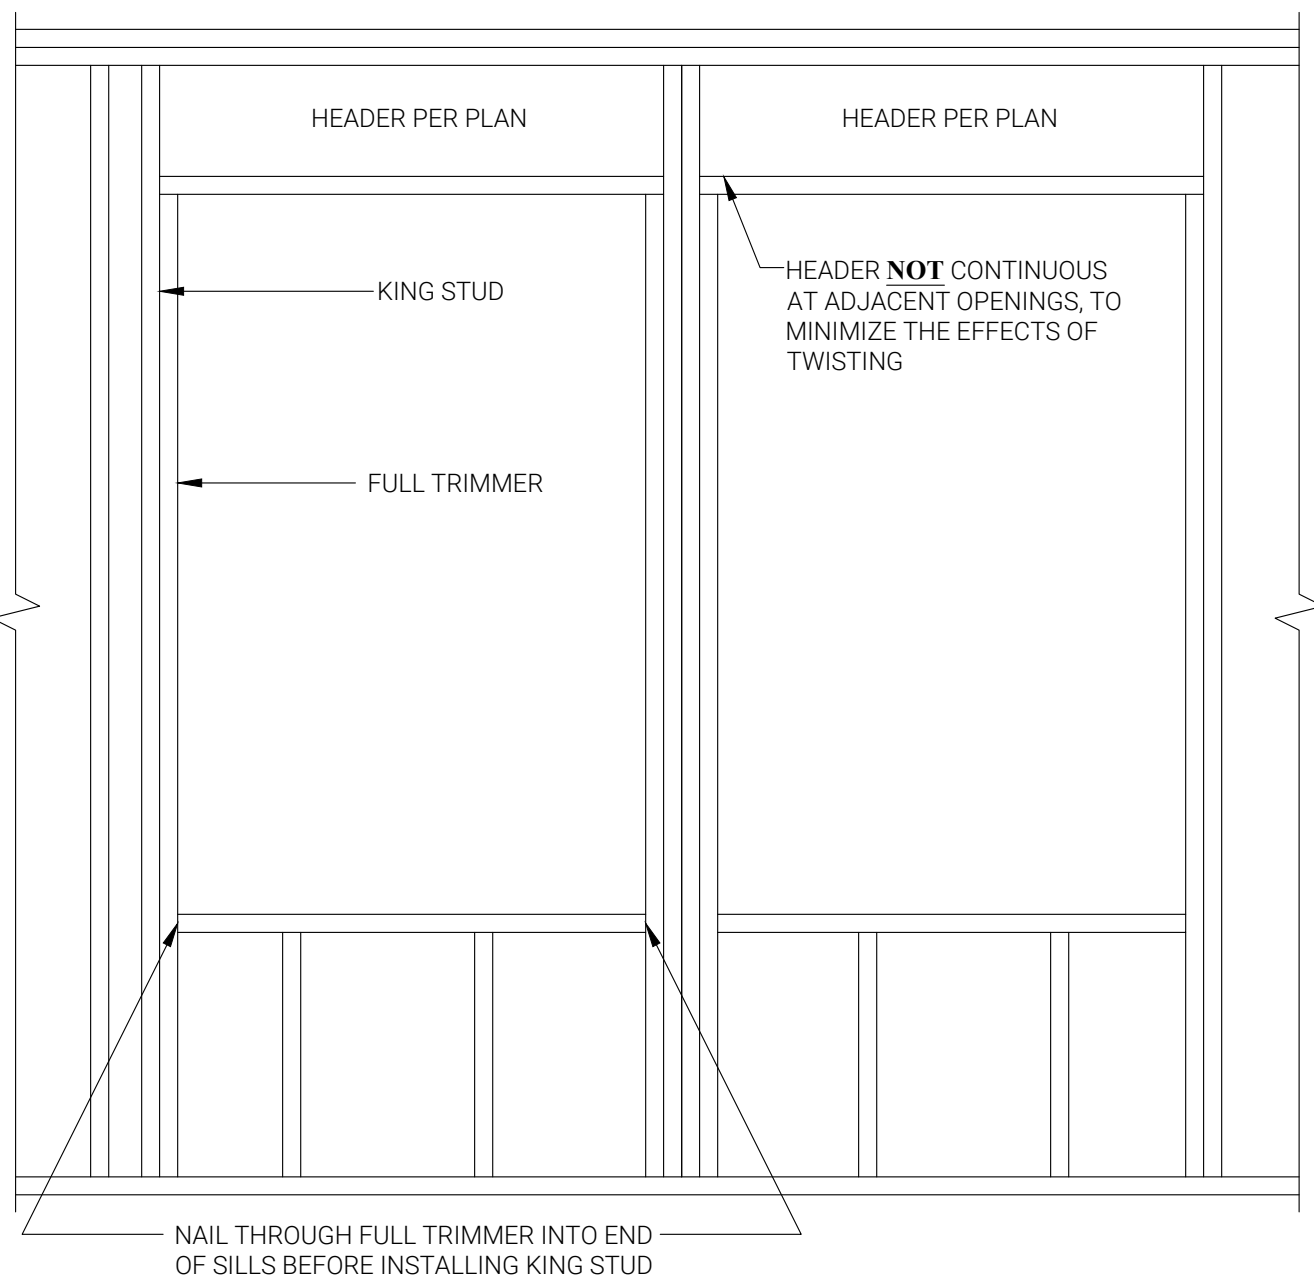 HEADER PER PLAN
HEADER PER PLAN
HEADER NOT CONTINUOUS
AT ADJACENT OPENINGS, TO
MINIMIZE THE EFFECTS OF
TWISTING
KING STUD
FULL TRIMMER
NAIL THROUGH FULL TRIMMER INTO END
OF SILLS BEFORE INSTALLING KING STUD